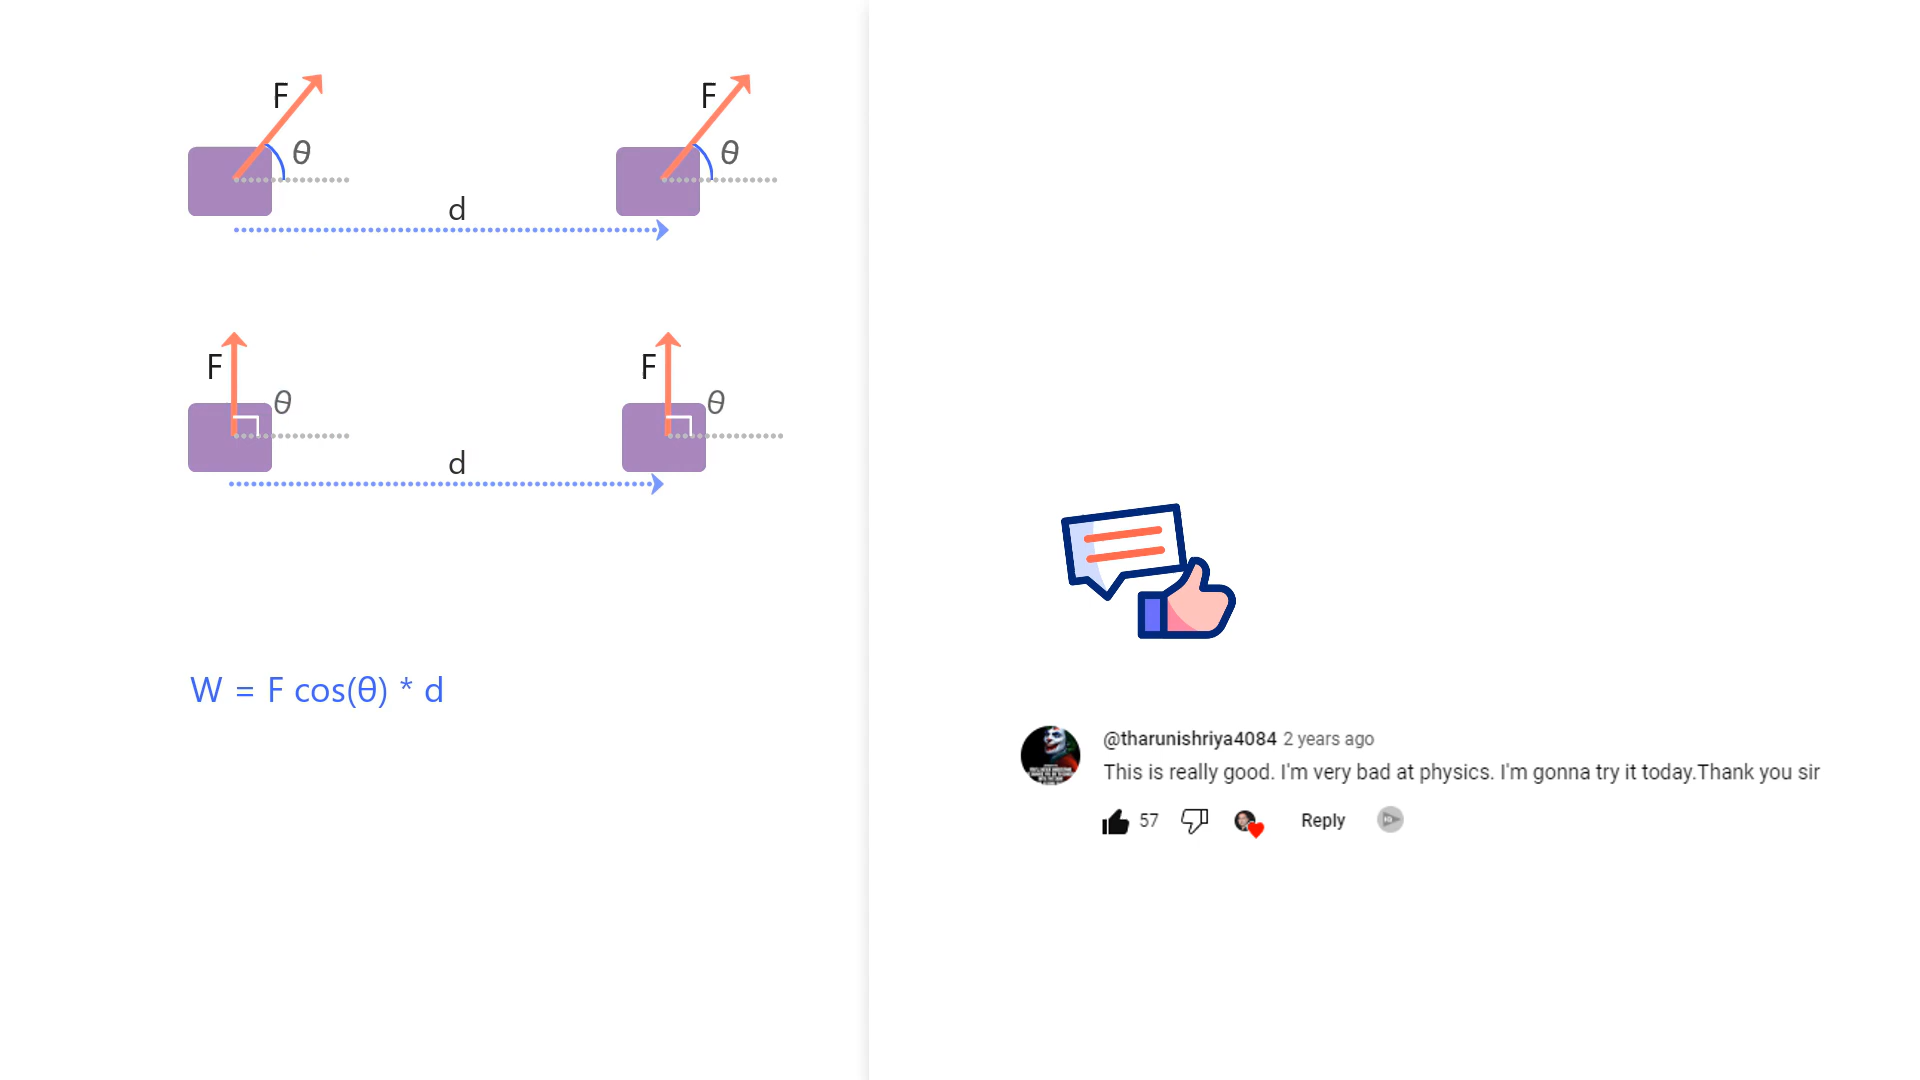 F
F
θ
θ
d
F
F
θ
θ
d
W = F cos(θ) * d
@tharunishriya4084 2 years ago
This is really good. I'm very bad at physics. I'm gonna try it today.Thank you sir
57
Reply